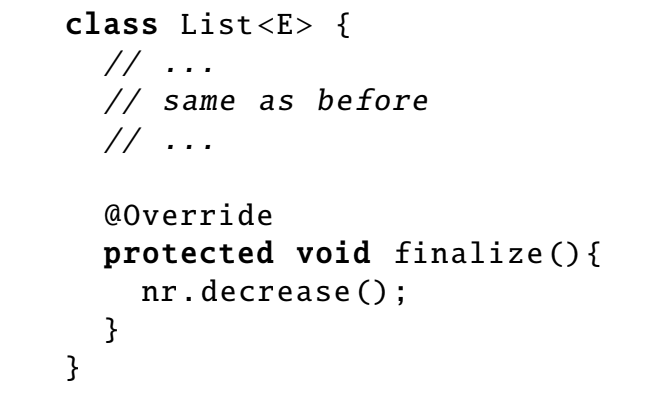 class List<E> {
// ...
// same as before
// ...
@Override
protected void finalize(){
nr.decrease();
}
}